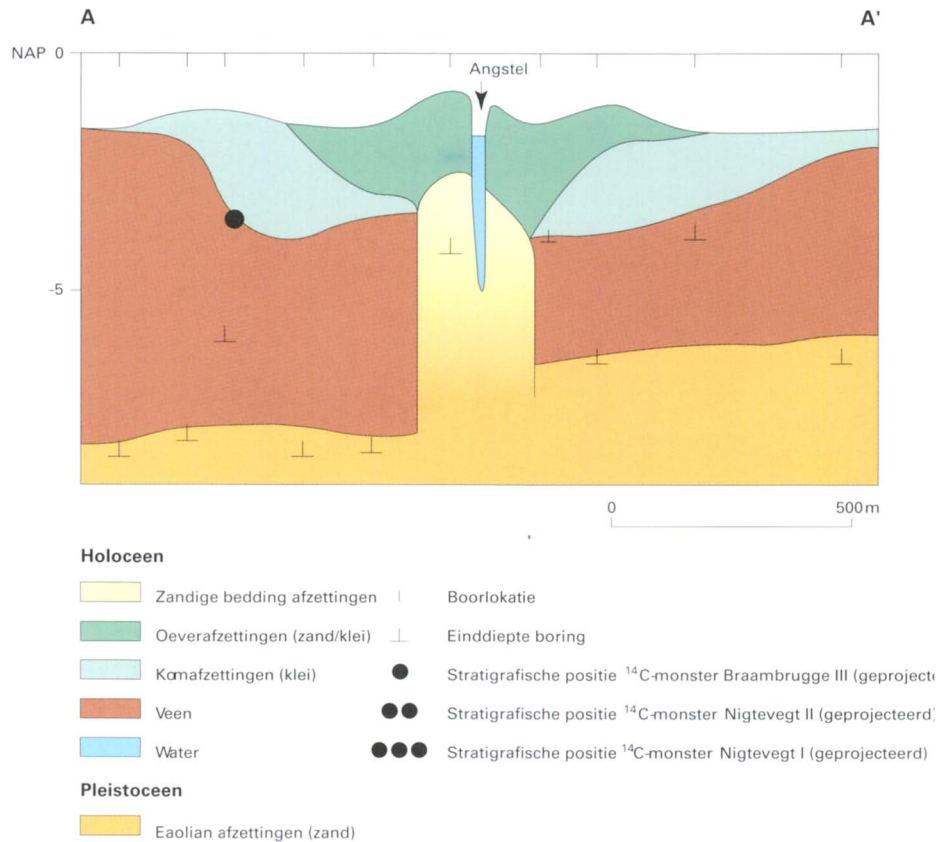 A A'
NAP 0
Angstel
-5
0 500 m
Holoceen
Zandige bedding afzettingen Boorlokatie
Oeverafzettingen (zand/klei) Einddiepte boring
Komafzettingen (klei) Stratigrafische positie ¹⁴C-monster Braambrugge III (geprojecte
Veen Stratigrafische positie ¹⁴C-monster Nigtevegt II (geprojecteerd)
Water Stratigrafische positie ¹⁴C-monster Nigtevegt I (geprojecteerd)
Pleistoceen
Eaolian afzettingen (zand)